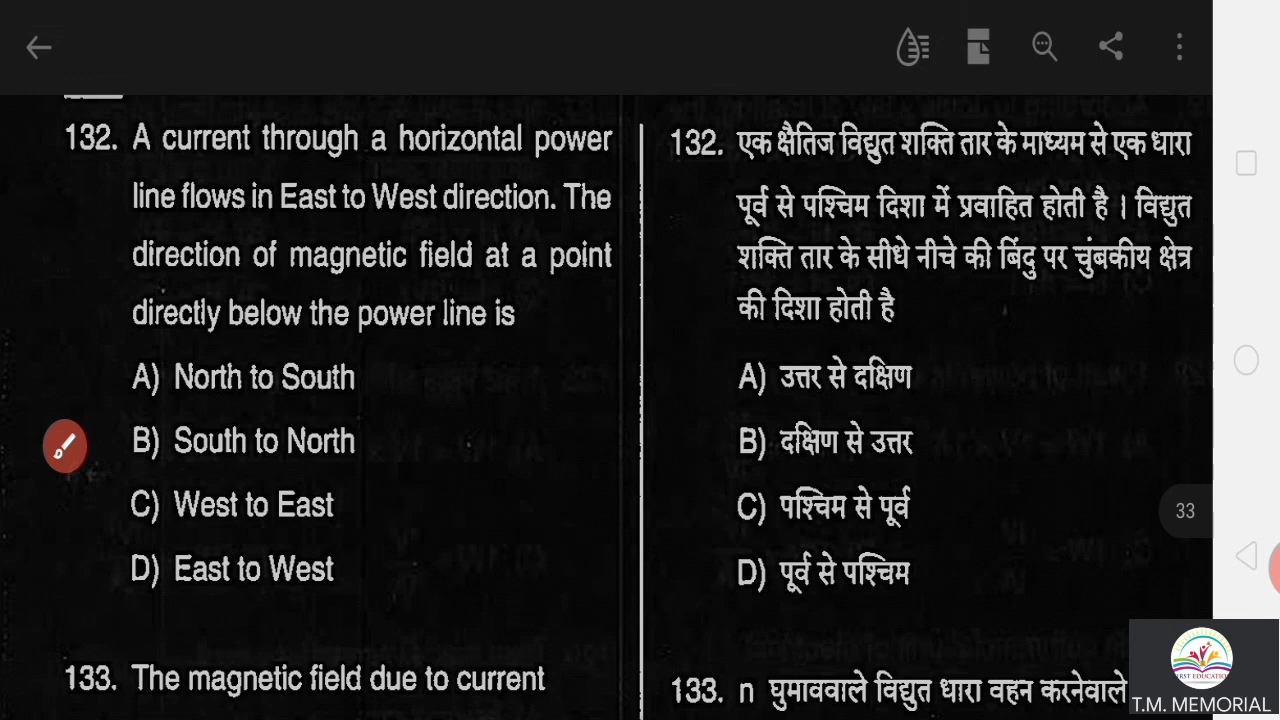 132. A current through a horizontal power
line flows in East to West direction. The
direction of magnetic field at a point
directly below the power line is
A) North to South
B) South to North
C) West to East
D) East to West
133. The magnetic field due to current
132. एक क्षैतिज विद्युत शक्ति तार के माध्यम से एक धारा
पूर्व से पश्चिम दिशा में प्रवाहित होती है । विद्युत
शक्ति तार के सीधे नीचे की बिंदु पर चुंबकीय क्षेत्र
की दिशा होती है
A) उत्तर से दक्षिण
B) दक्षिण से उत्तर
C) पश्चिम से पूर्व
D) पूर्व से पश्चिम
133. n घुमाववाले विद्युत धारा वहन करनेवाले
33
T.M. MEMORIAL